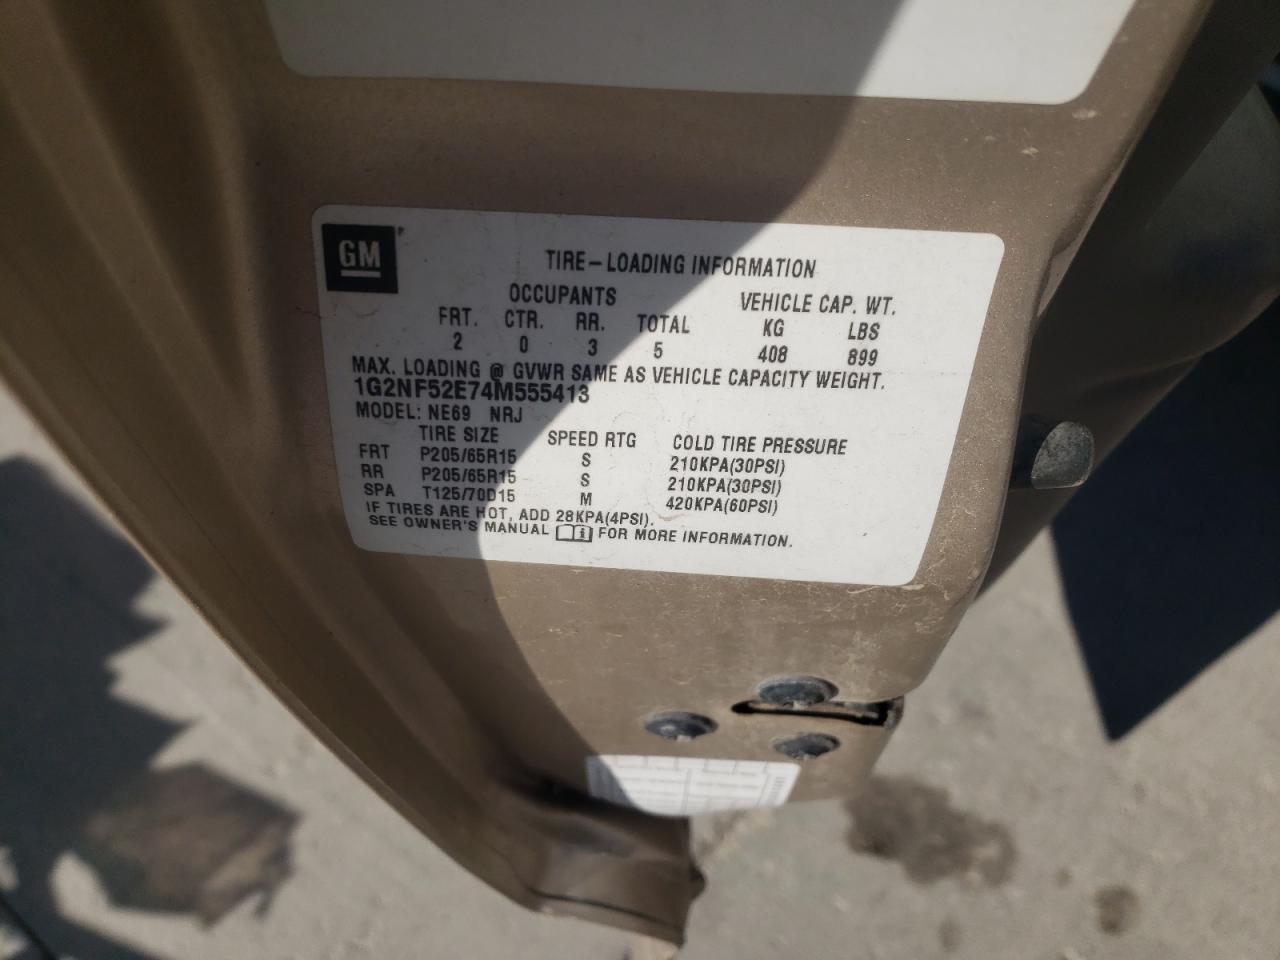 GM
TIRE-LOADING INFORMATION
OCCUPANTS VEHICLE CAP. WT.
FRT. CTR. RR. TOTAL KG LBS
2 0 3 5 408 899
MAX. LOADING @ GVWR SAME AS VEHICLE CAPACITY WEIGHT.
1G2NF52E74M555413
MODEL: NE69 NRJ
TIRE SIZE SPEED RTG COLD TIRE PRESSURE
FRT P205/65R15 S 210KPA(30PSI)
RR P205/65R15 S 210KPA(30PSI)
SPA T125/70D15 M 420KPA(60PSI)
IF TIRES ARE HOT, ADD 28KPA(4PSI).
SEE OWNER'S MANUAL FOR MORE INFORMATION.